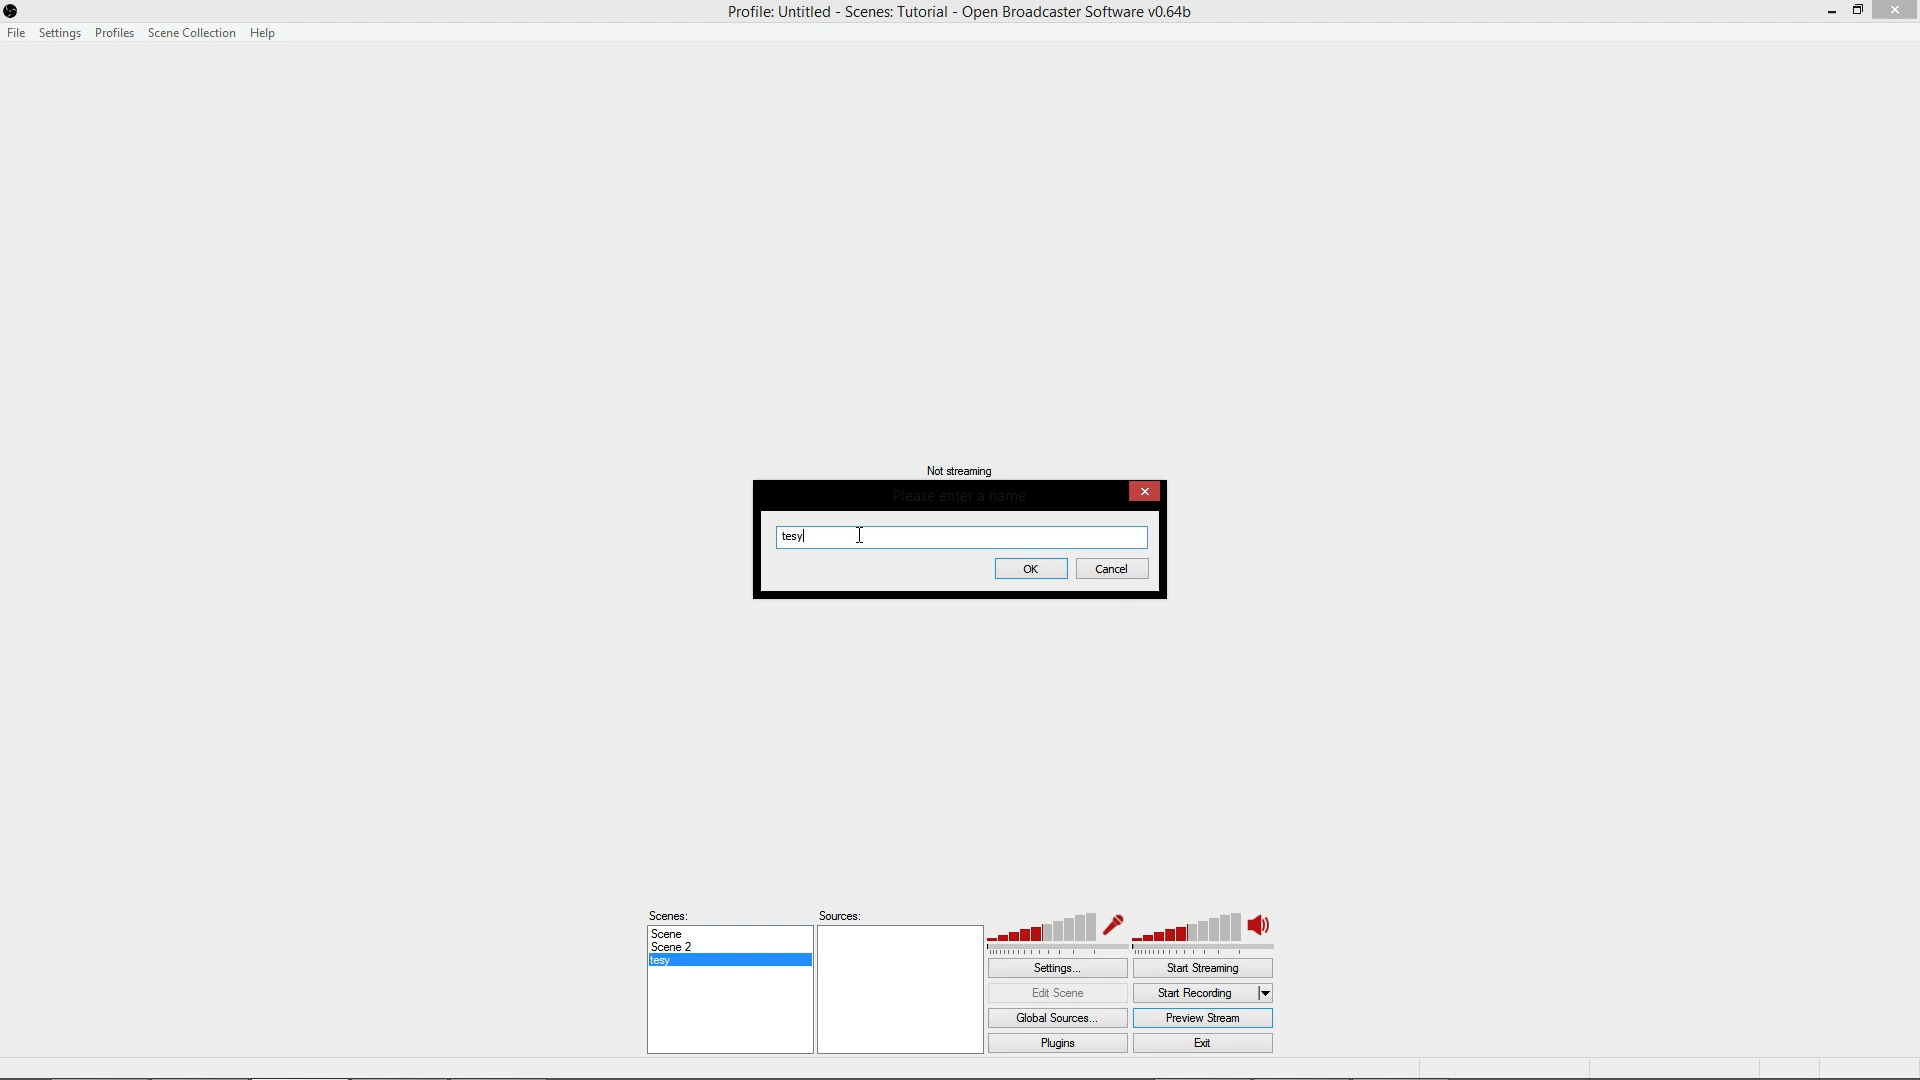 Profile: Untitled - Scenes: Tutorial - Open Broadcaster Software v0.64b
File Settings Profiles Scene Collection Help
Not streaming
Please enter a name
tesy
OK Cancel
Scenes: Sources:
Scene
Scene 2
tesy
Settings... Start Streaming
Edit Scene Start Recording
Global Sources... Preview Stream
Plugins Exit